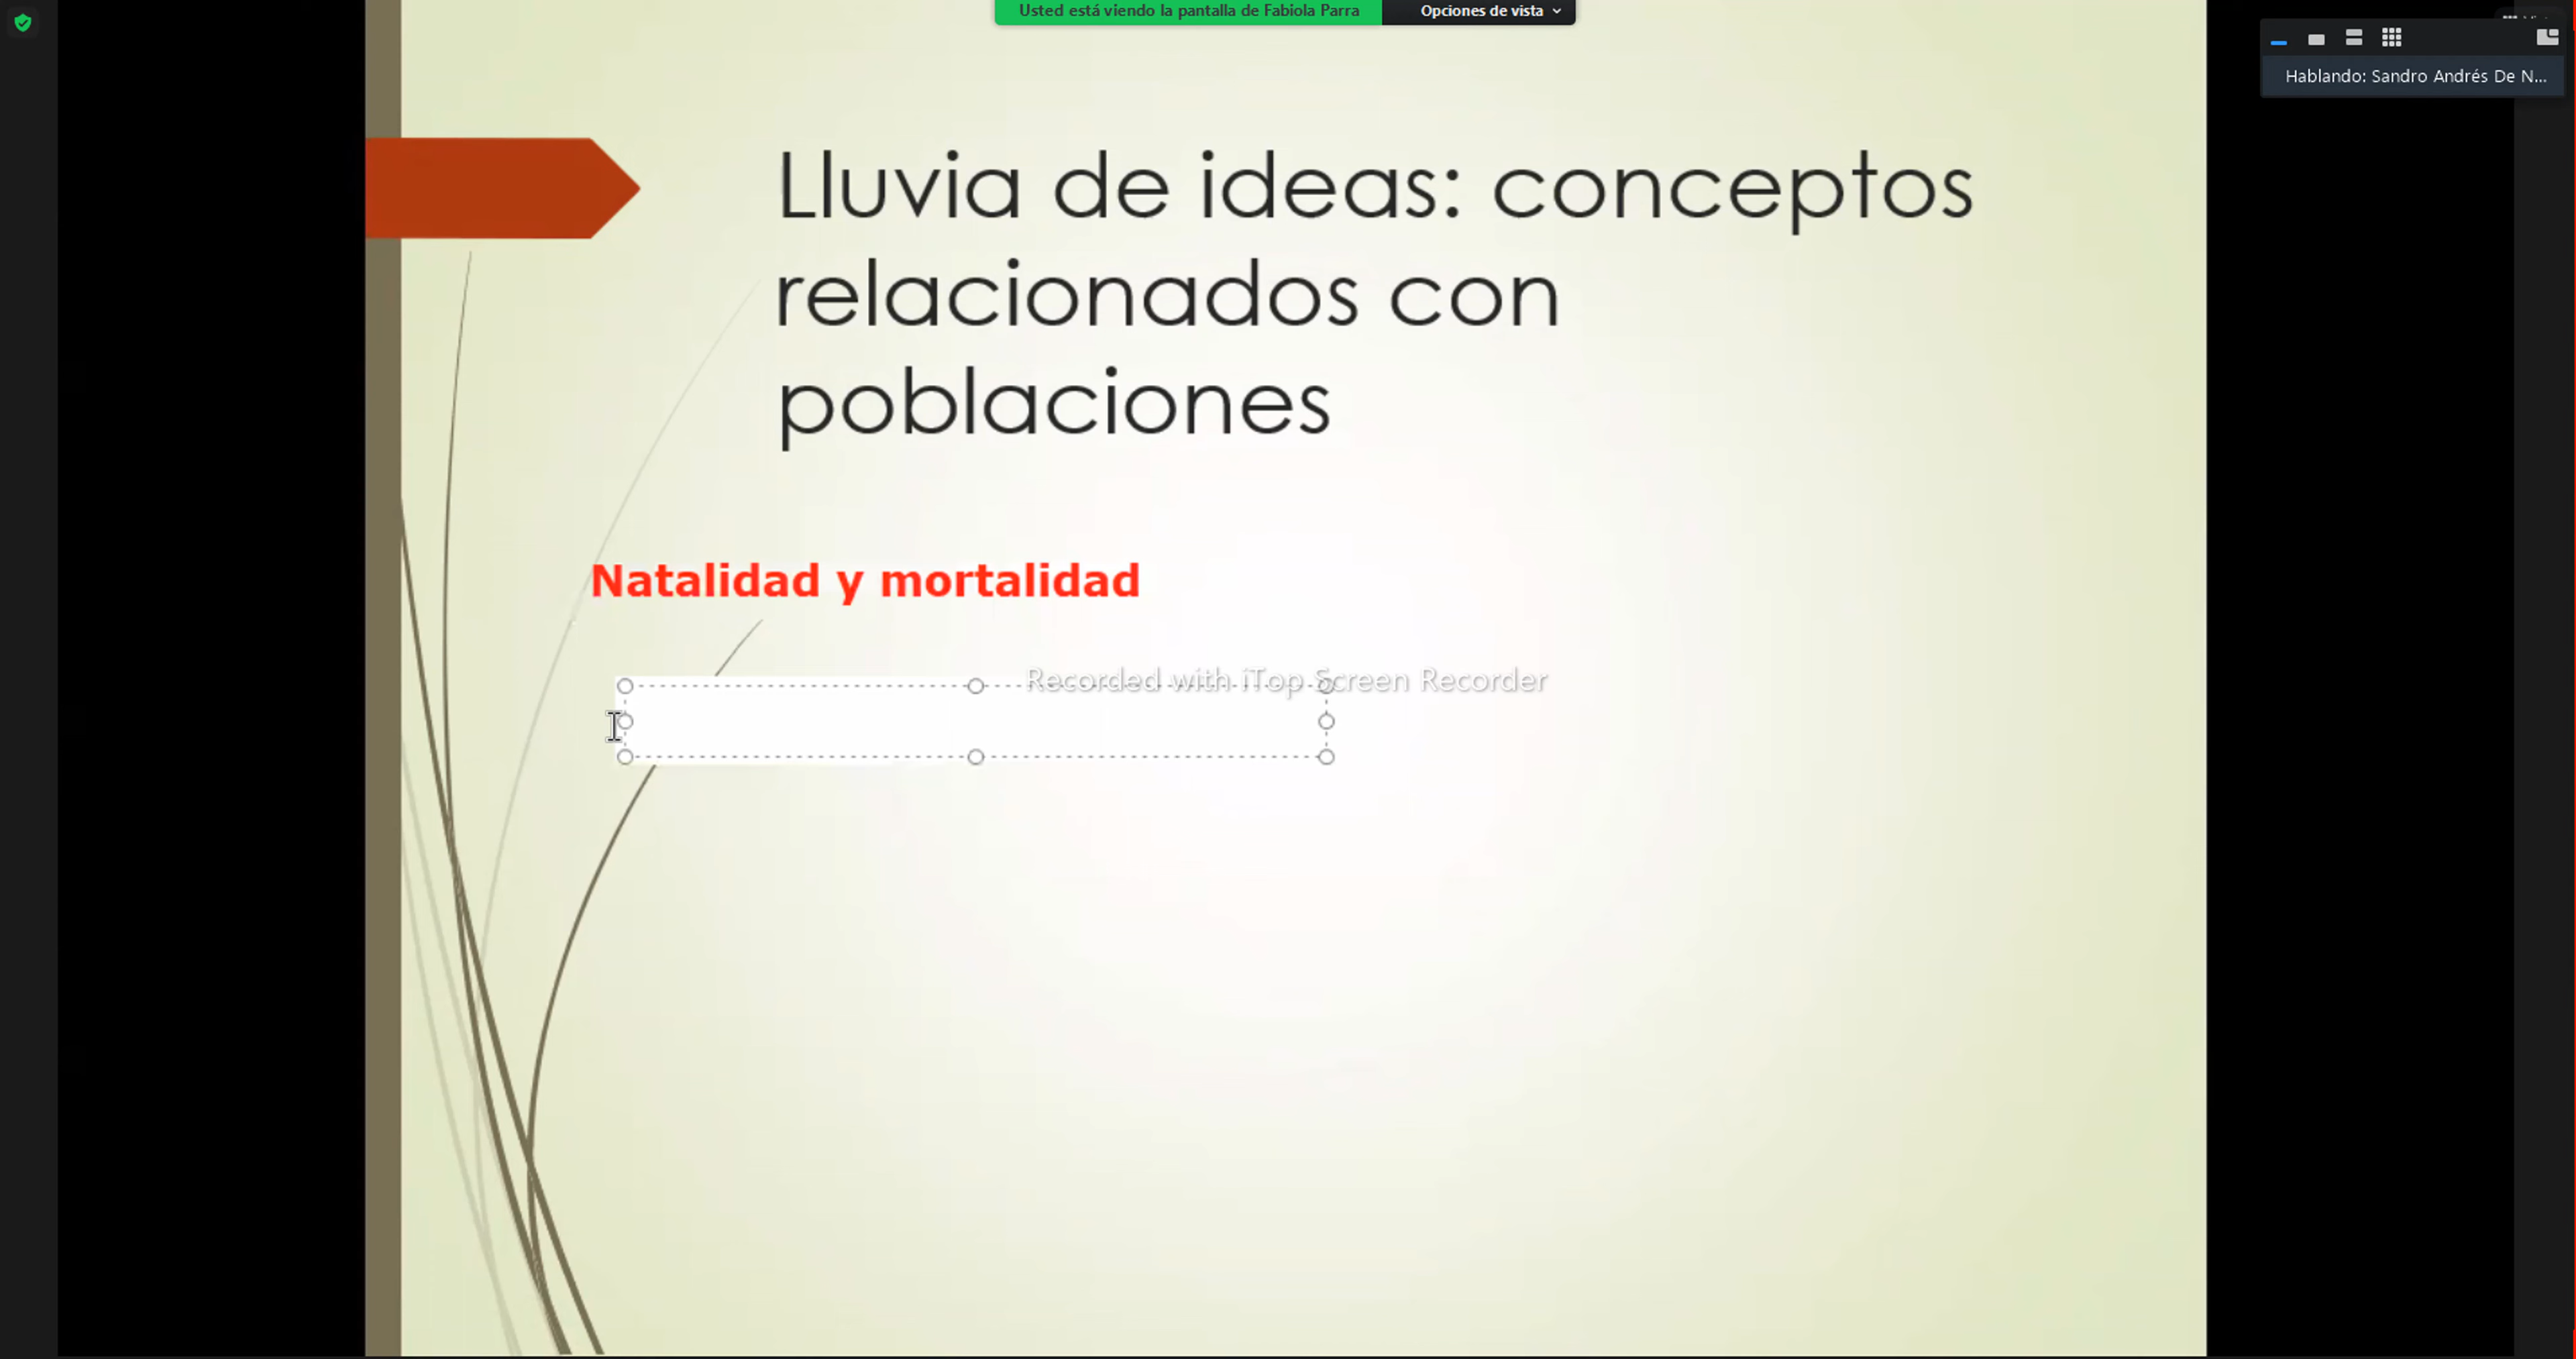 Usted está viendo la pantalla de Fabiola Parra
Opciones de vista
Hablando: Sandro Andrés De N...
Lluvia de ideas: conceptos
relacionados con
poblaciones
Natalidad y mortalidad
Recorded with iTop Screen Recorder